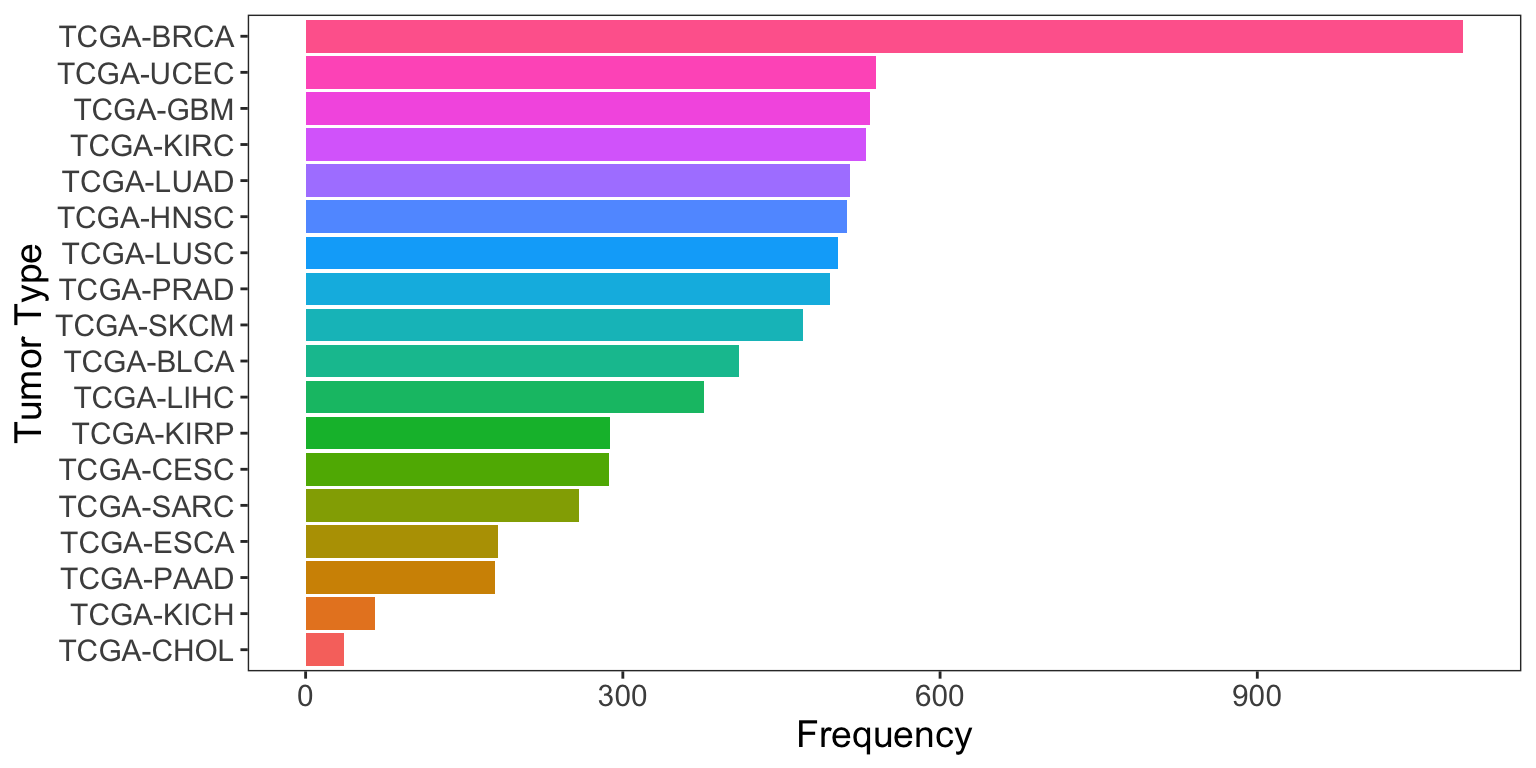 TCGA-BRCA
TCGA-UCEC
TCGA-GBM
TCGA-KIRC
TCGA-LUAD
TCGA-HNSC
TCGA-LUSC
TCGA-PRAD
TCGA-SKCM
TCGA-BLCA
TCGA-LIHC
TCGA-KIRP
TCGA-CESC
TCGA-SARC
TCGA-ESCA
TCGA-PAAD
TCGA-KICH
TCGA-CHOL
Tumor Type
0 300 600 900
Frequency